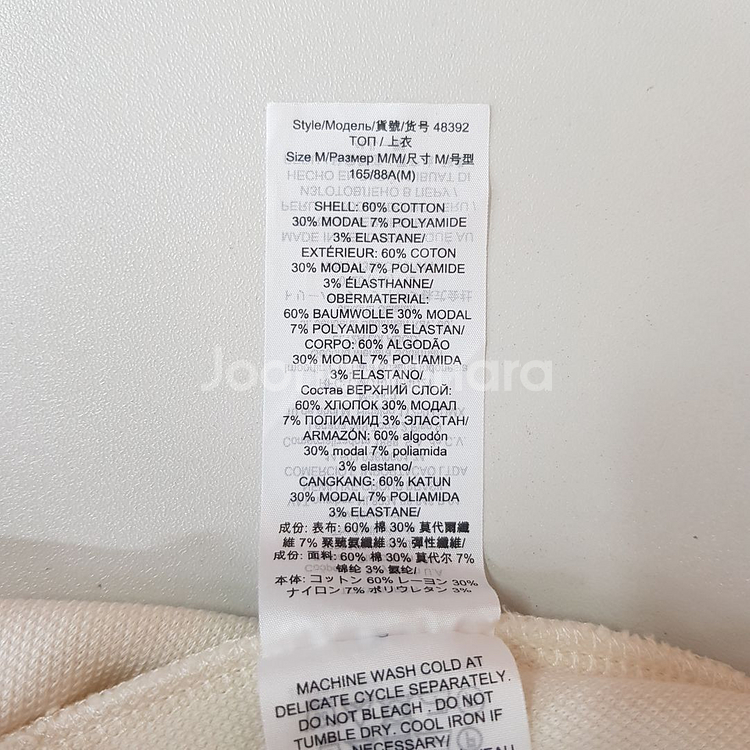 Style/Модель/貨號/货号 48392
ТОП / 上衣
Size M/Размер M/M/尺寸 M/号型
165/88A(M)
SHELL: 60% COTTON
30% MODAL 7% POLYAMIDE
3% ELASTANE/
EXTÉRIEUR: 60% COTON
30% MODAL 7% POLYAMIDE
3% ÉLASTHANNE/
OBERMATERIAL:
60% BAUMWOLLE 30% MODAL
7% POLYAMID 3% ELASTAN/
CORPO: 60% ALGODÃO
30% MODAL 7% POLIAMIDA
3% ELASTANO/
Состав ВЕРХНИЙ СЛОЙ:
60% ХЛОПОК 30% МОДАЛ
7% ПОЛИАМИД 3% ЭЛАСТАН/
ARMAZÓN: 60% algodón
30% modal 7% poliamida
3% elastano/
CANGKANG: 60% KATUN
30% MODAL 7% POLIAMIDA
3% ELASTANE/
成份: 表布: 60% 棉 30% 莫代爾纖
維 7% 聚醯氨纖維 3% 彈性纖維/
成份: 面料: 60% 棉 30% 莫代尔 7%
锦纶 3% 氨纶/
本体: コットン 60% レーヨン 30%
ナイロン 7% ポリウレタン 3%
MACHINE WASH COLD AT
DELICATE CYCLE SEPARATELY.
DO NOT BLEACH . DO NOT
TUMBLE DRY. COOL IRON IF
NECESSARY/